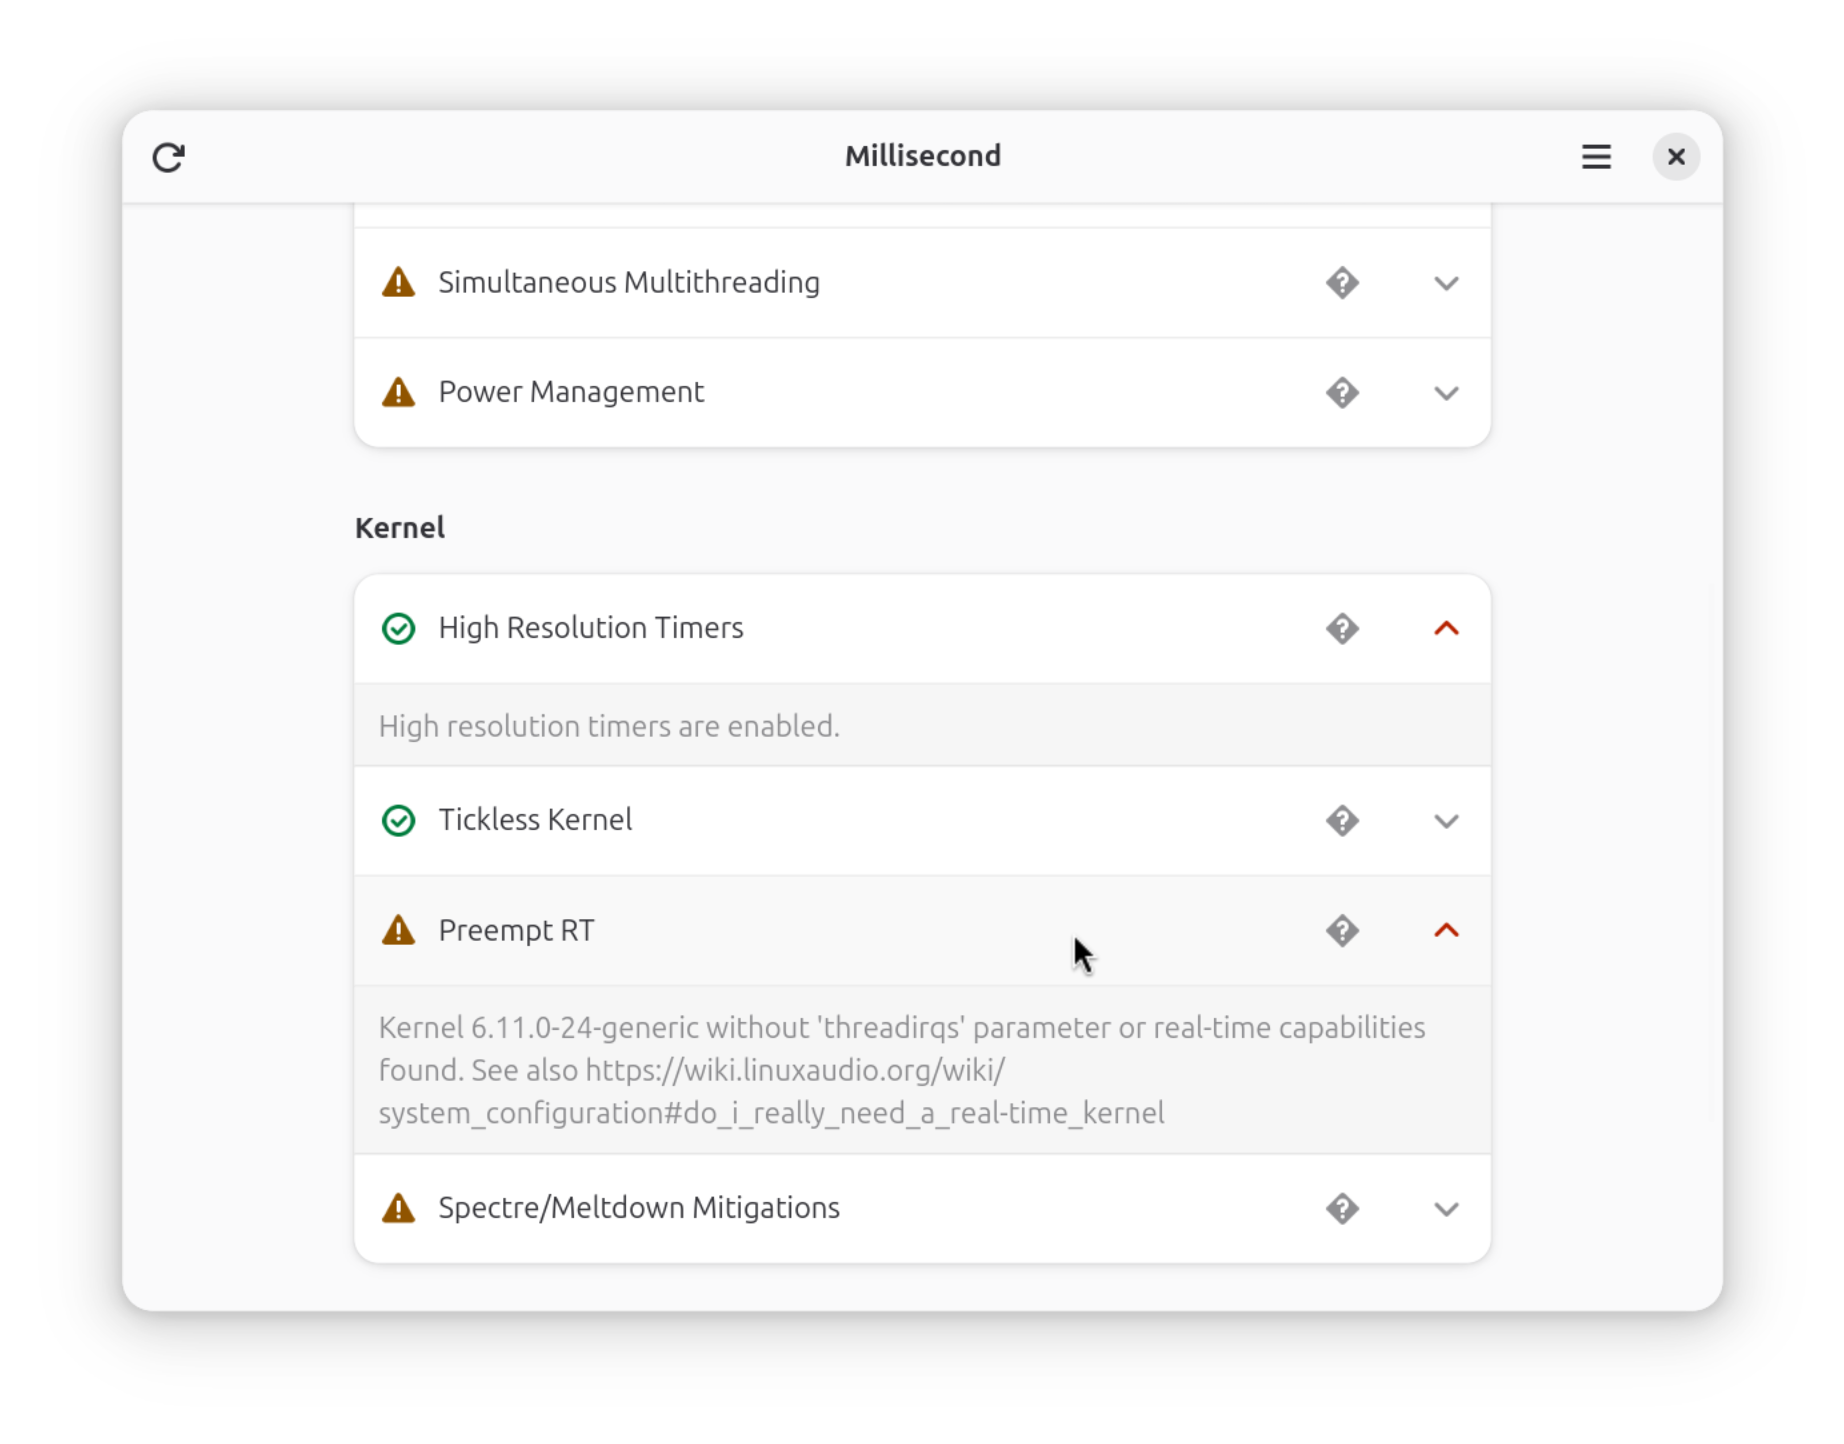 Millisecond
Simultaneous Multithreading
Power Management
Kernel
High Resolution Timers
High resolution timers are enabled.
Tickless Kernel
Preempt RT
Kernel 6.11.0-24-generic without 'threadirqs' parameter or real-time capabilities
found. See also https://wiki.linuxaudio.org/wiki/
system_configuration#do_i_really_need_a_real-time_kernel
Spectre/Meltdown Mitigations